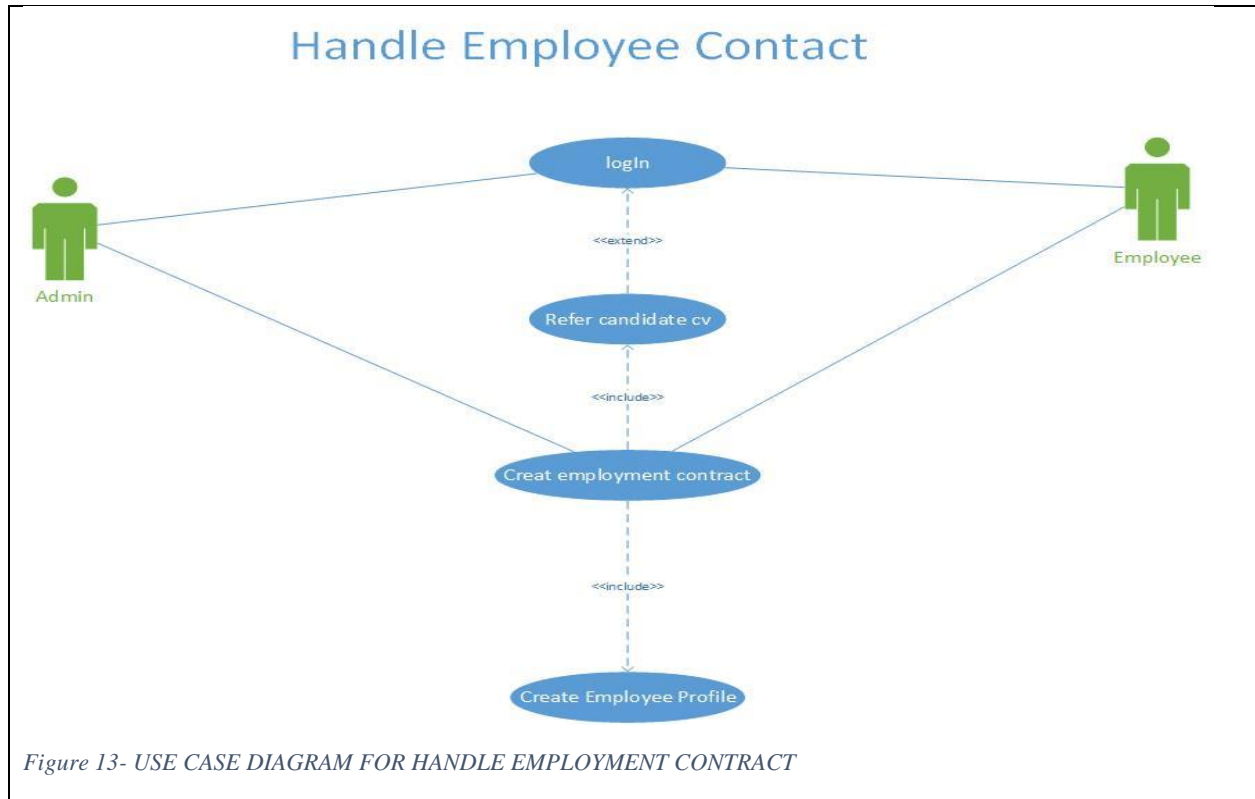 Handle Employee Contact
logIn
<<extend>>
Employee
Admin
Refer candidate cv
<<include>>
Creat employment contract
<<include>>
Create Employee Profile
Figure 13- USE CASE DIAGRAM FOR HANDLE EMPLOYMENT CONTRACT